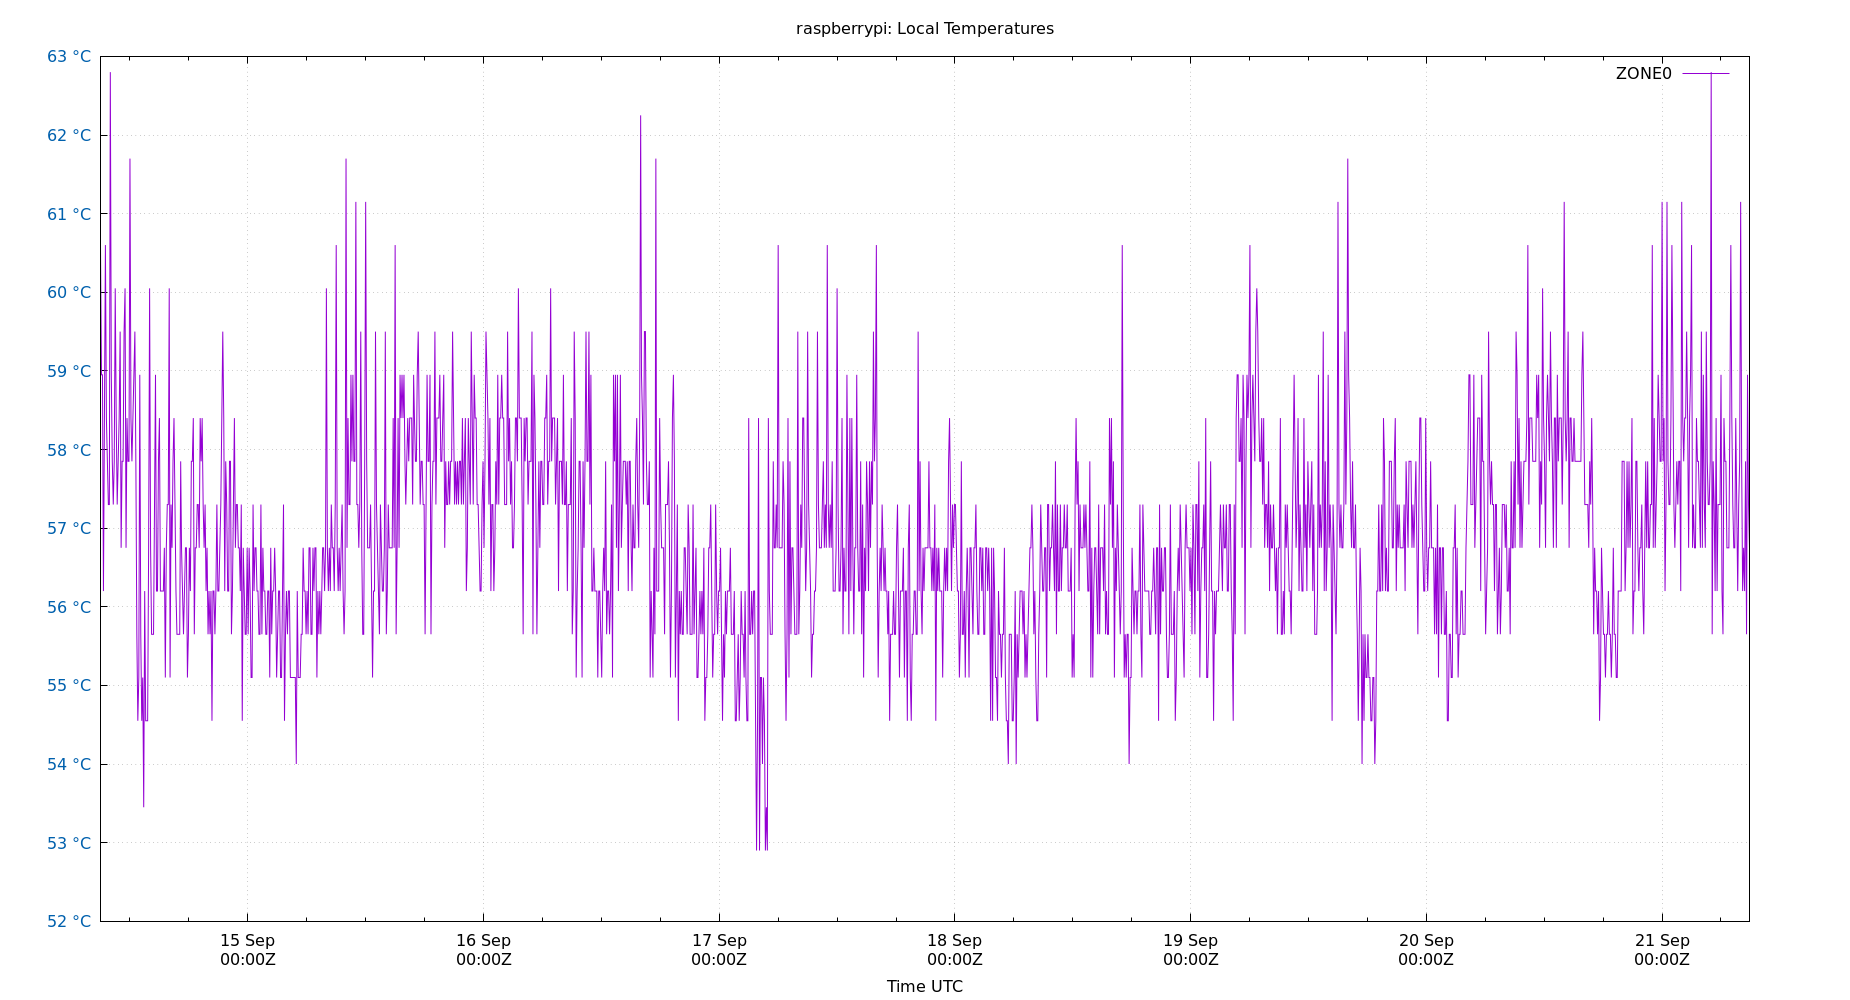 raspberrypi: Local Temperatures
63 °C
ZONE0
62 °C
61 °C
60 °C
59 °C
58 °C
57 °C
56 °C
55 °C
54 °C
53 °C
52 °C
15 Sep 16 Sep 17 Sep 18 Sep 19 Sep 20 Sep 21 Sep
00:00Z 00:00Z 00:00Z 00:00Z 00:00Z 00:00Z 00:00Z
Time UTC